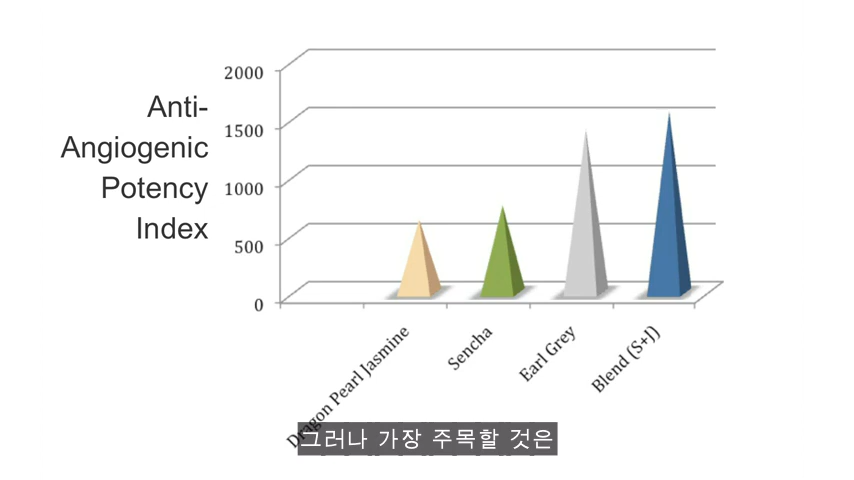 Anti-
Angiogenic
Potency
Index
2000
1500
1000
500
0
Dragon Pearl Jasmine
Sencha
Earl Grey
Blend (S+J)
그러나 가장 주목할 것은